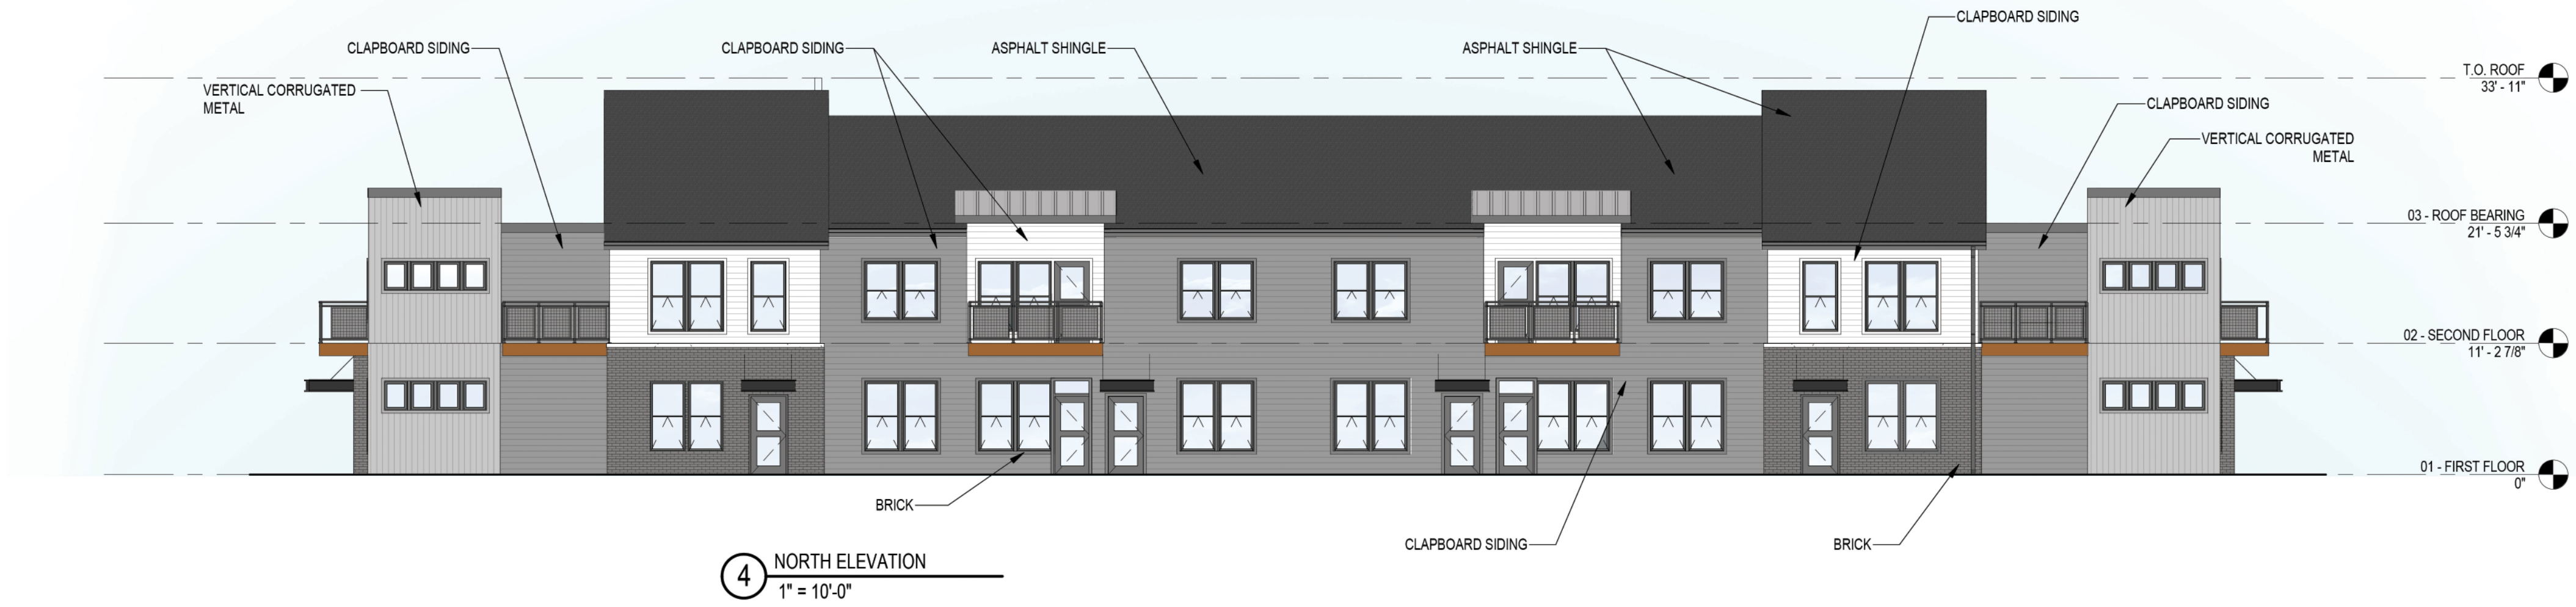 CLAPBOARD SIDING
CLAPBOARD SIDING
CLAPBOARD SIDING
ASPHALT SHINGLE
ASPHALT SHINGLE
T.O. ROOF
33' - 11"
VERTICAL CORRUGATED
METAL
CLAPBOARD SIDING
VERTICAL CORRUGATED
METAL
03 - ROOF BEARING
21' - 5 3/4"
02 - SECOND FLOOR
11' - 2 7/8"
01 - FIRST FLOOR
0"
BRICK
CLAPBOARD SIDING
BRICK
4
NORTH ELEVATION
1" = 10'-0"